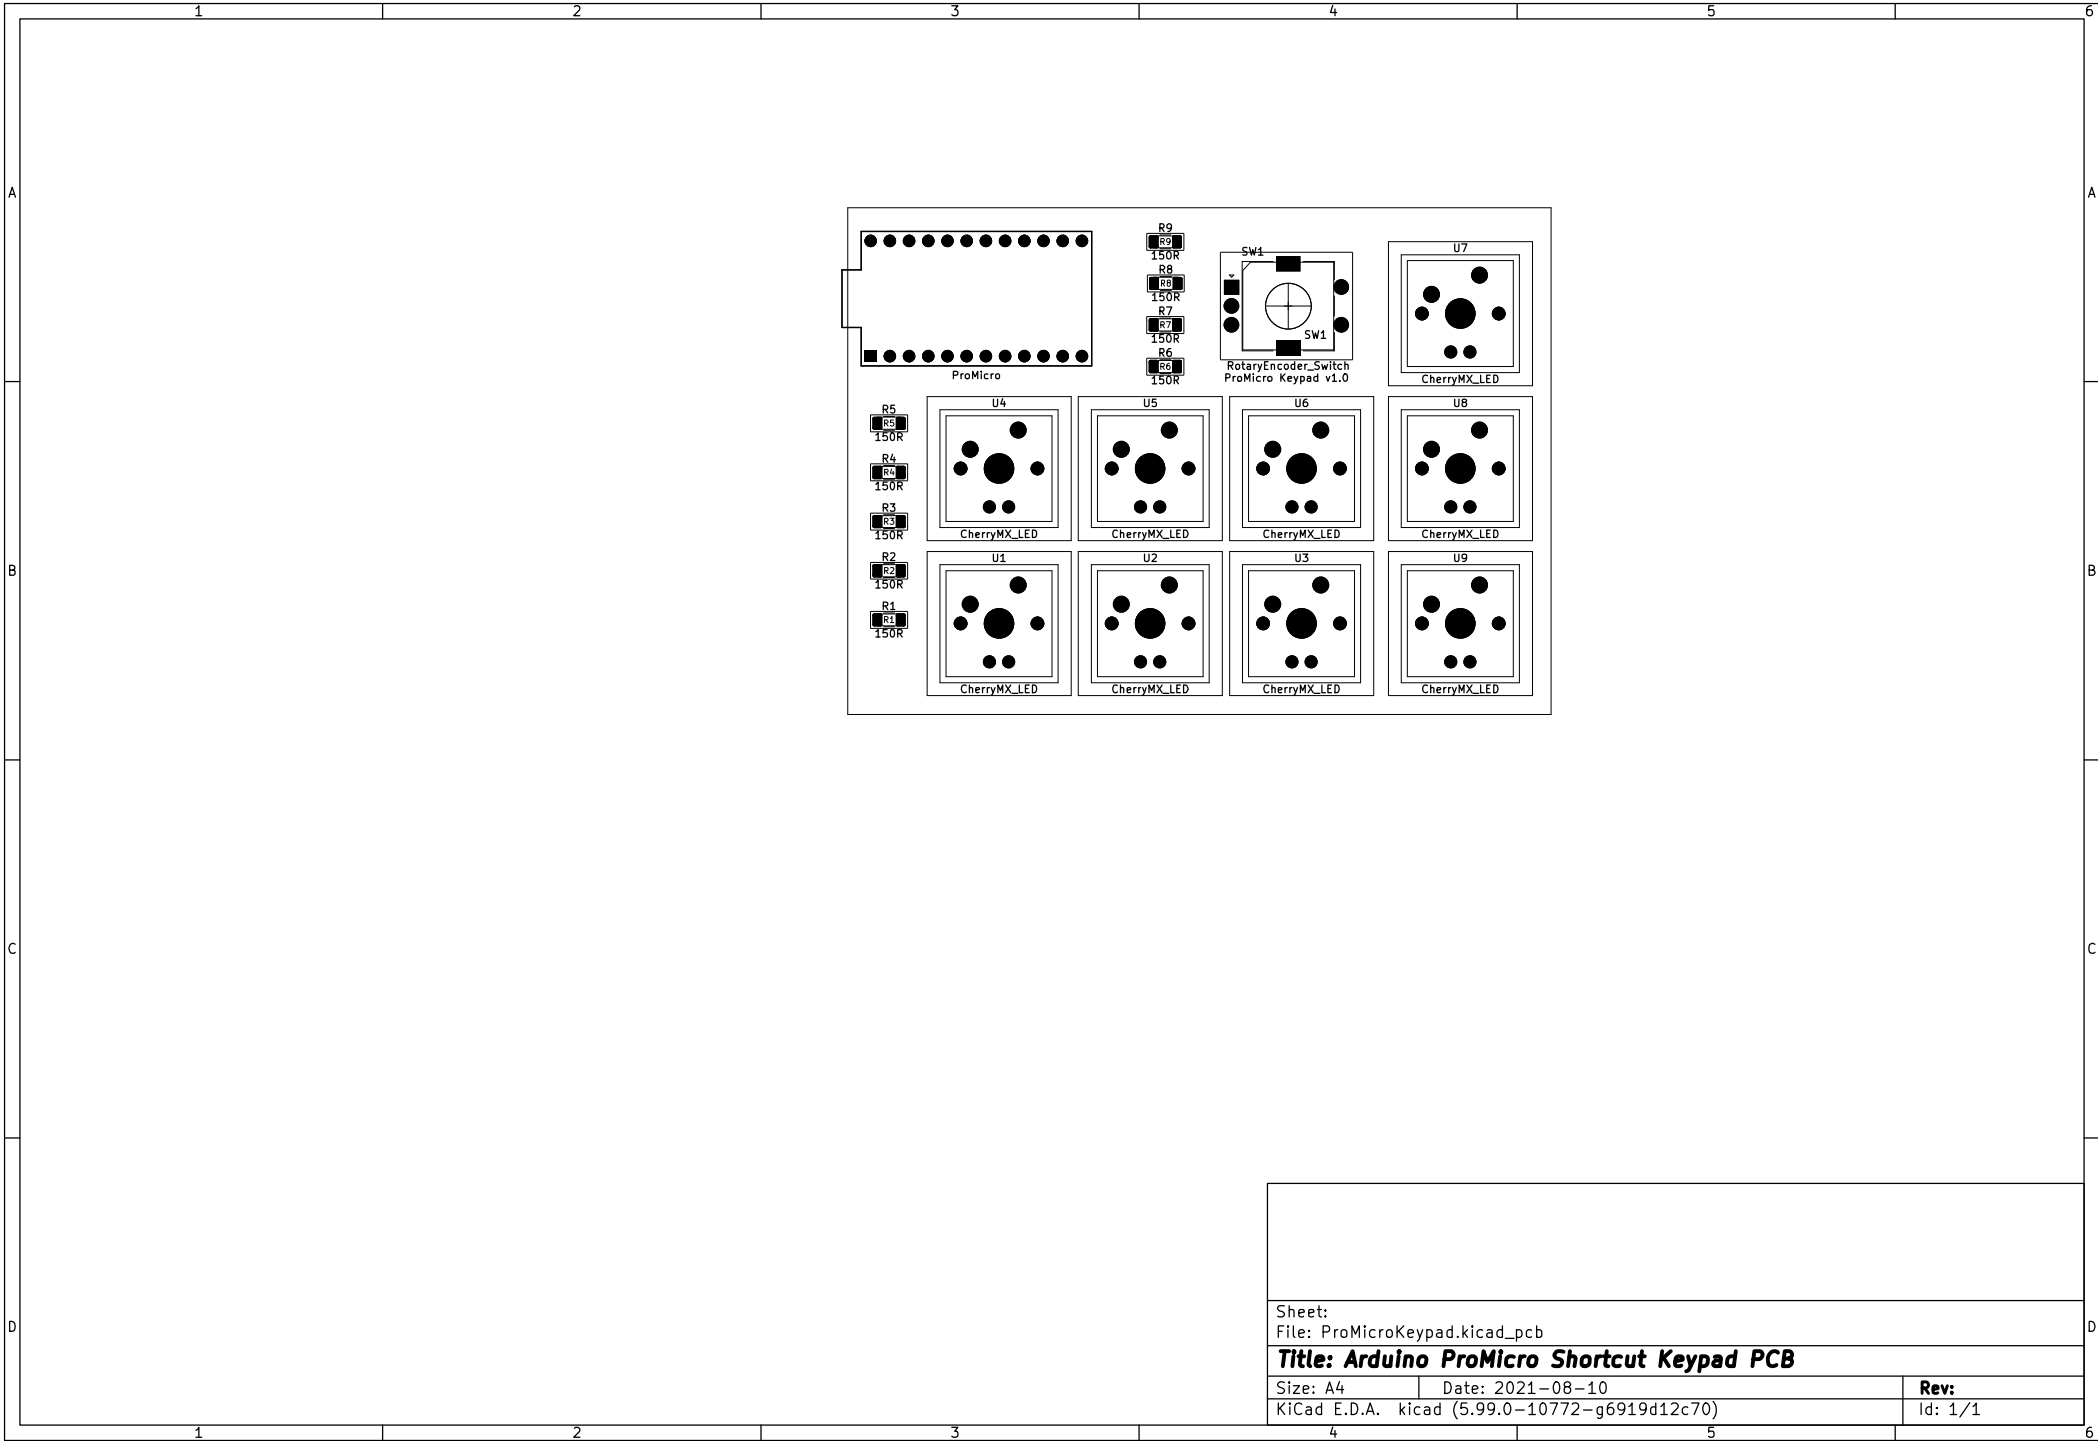 1 2 3 4 5 6
A A
R9
R9
150R
R8
R8
150R
R7
R7
150R
R6
R6
150R
SW1
SW1
RotaryEncoder_Switch
ProMicro Keypad v1.0
U7
CherryMX_LED
ProMicro
R5
R5
150R
R4
R4
150R
R3
R3
150R
R2
R2
150R
R1
R1
150R
U4 U5 U6 U8
CherryMX_LED CherryMX_LED CherryMX_LED CherryMX_LED
B B
U1 U2 U3 U9
CherryMX_LED CherryMX_LED CherryMX_LED CherryMX_LED
C C
D D
Sheet:
File: ProMicroKeypad.kicad_pcb
Title: Arduino ProMicro Shortcut Keypad PCB
Size: A4 Date: 2021-08-10 Rev:
KiCad E.D.A. kicad (5.99.0-10772-g6919d12c70) Id: 1/1
1 2 3 4 5 6